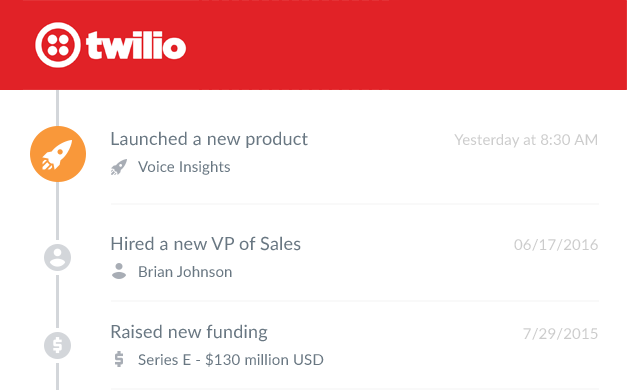 twilio
Launched a new product
Yesterday at 8:30 AM
Voice Insights
Hired a new VP of Sales
06/17/2016
Brian Johnson
Raised new funding
7/29/2015
Series E - $130 million USD